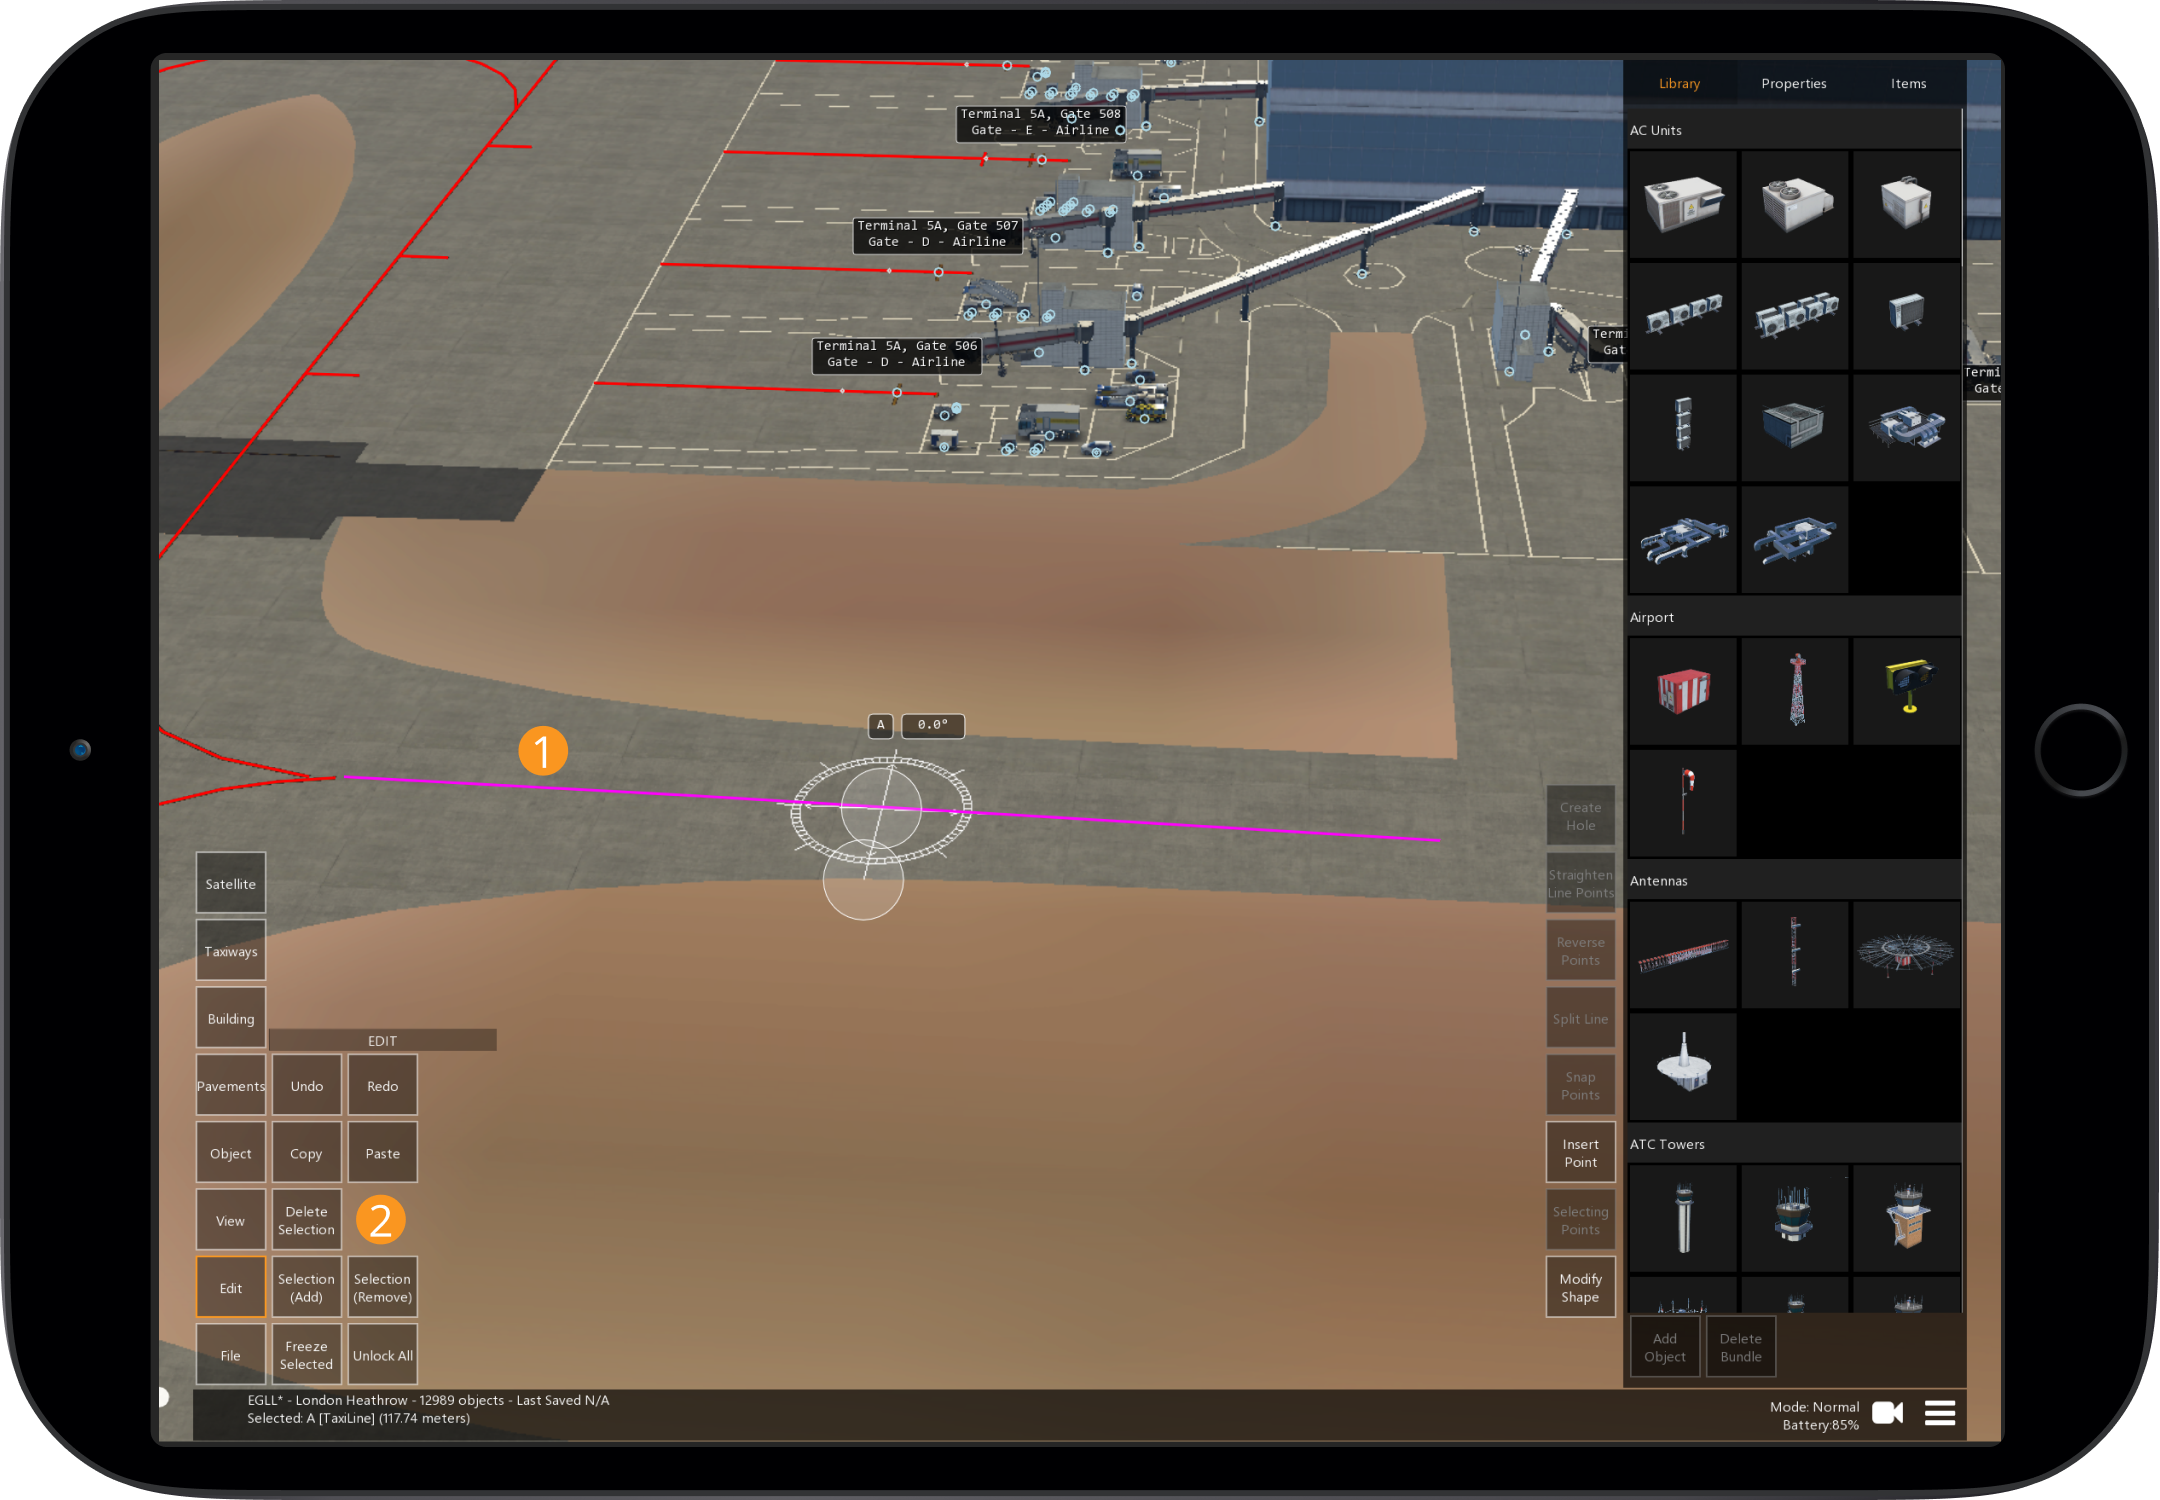 Library Properties Items
AC Units
Terminal 5A, Gate 508
Gate - E - Airline
Terminal 5A, Gate 507
Gate - D - Airline
Terminal 5A, Gate 506
Gate - D - Airline
Termi
Gat
Termi
Gate
Airport
A 0.0°
1
Create
Hole
Straighten
Line Points
Reverse
Points
Split Line
Snap
Points
Insert
Point
Selecting
Points
Modify
Shape
Antennas
ATC Towers
Satellite
Taxiways
Building
EDIT
Pavements Undo Redo
Object Copy Paste
View
Delete
Selection
2
Edit
Selection
(Add)
Selection
(Remove)
File
Freeze
Selected
Unlock All
Add
Object
Delete
Bundle
EGLL* - London Heathrow - 12989 objects - Last Saved N/A
Selected: A [TaxiLine] (117.74 meters)
Mode: Normal
Battery:85%